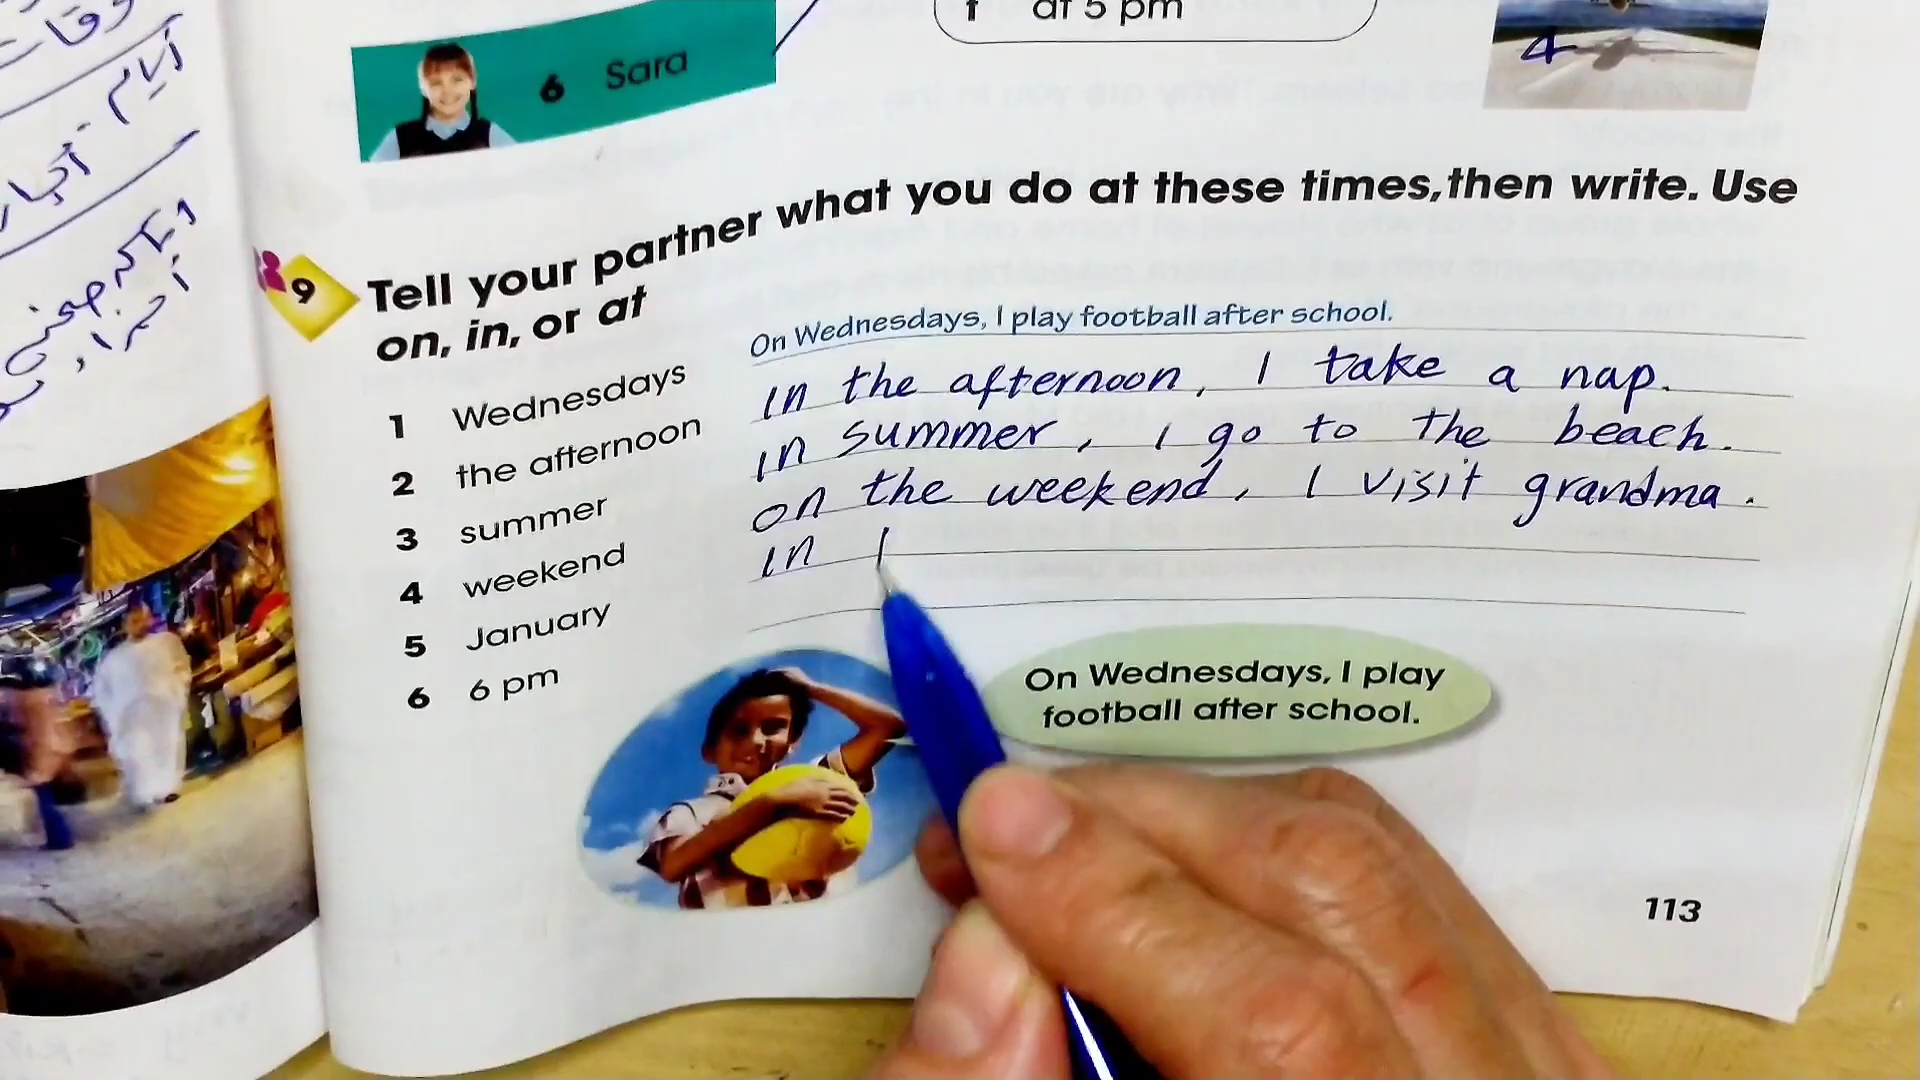 f at 5 pm
6 Sara
4
9 Tell your partner what you do at these times, then write. Use
on, in, or at
On Wednesdays, I play football after school.
1 Wednesdays
in the afternoon, I take a nap.
2 the afternoon
in summer, I go to the beach.
3 summer
on the weekend, I visit grandma.
4 weekend
in
5 January
6 6 pm
On Wednesdays, I play
football after school.
113
أيام